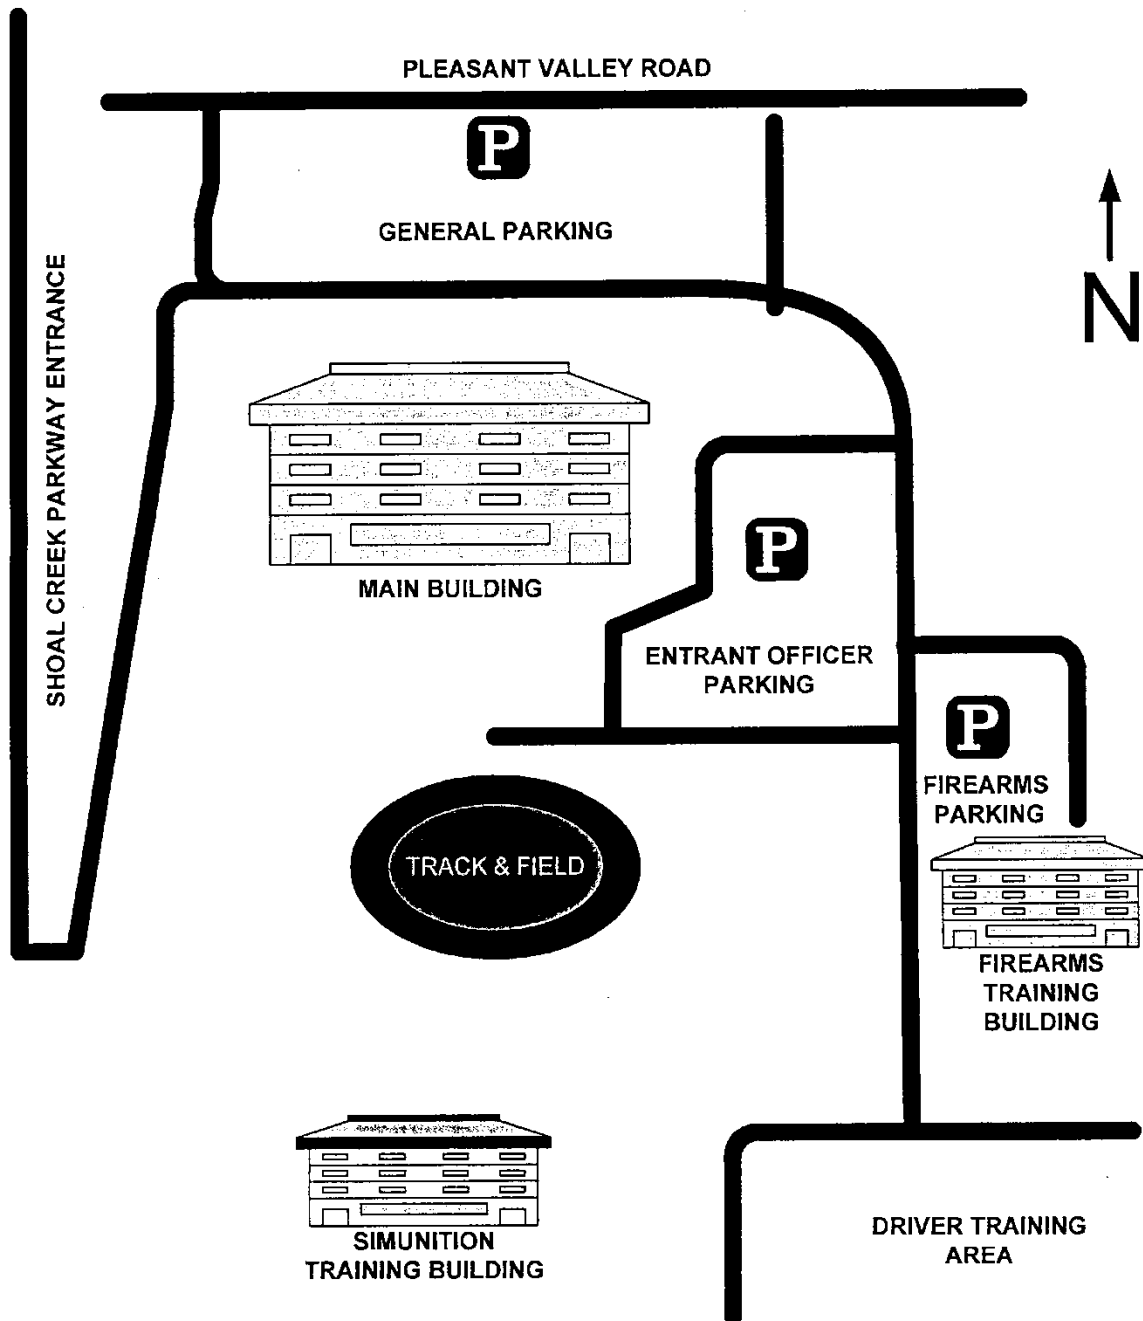 PLEASANT VALLEY ROAD
P
GENERAL PARKING
N
SHOAL CREEK PARKWAY ENTRANCE
MAIN BUILDING
P
ENTRANT OFFICER
PARKING
P
FIREARMS
PARKING
TRACK & FIELD
FIREARMS
TRAINING
BUILDING
SIMUNITION
TRAINING BUILDING
DRIVER TRAINING
AREA